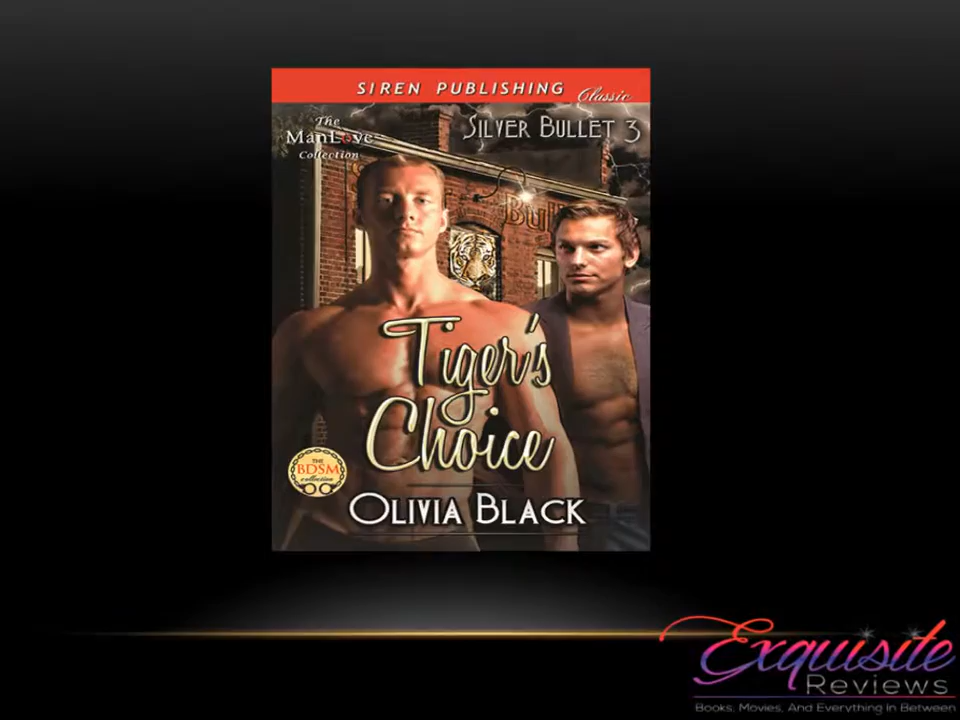 SIREN PUBLISHING
Classic
The
ManLove
Collection
SILVER BULLET 3
Bull
Tiger's
Choice
THE
BDSM
collection
OLIVIA BLACK
Exquisite
Reviews
Books, Movies, And Everything In Between